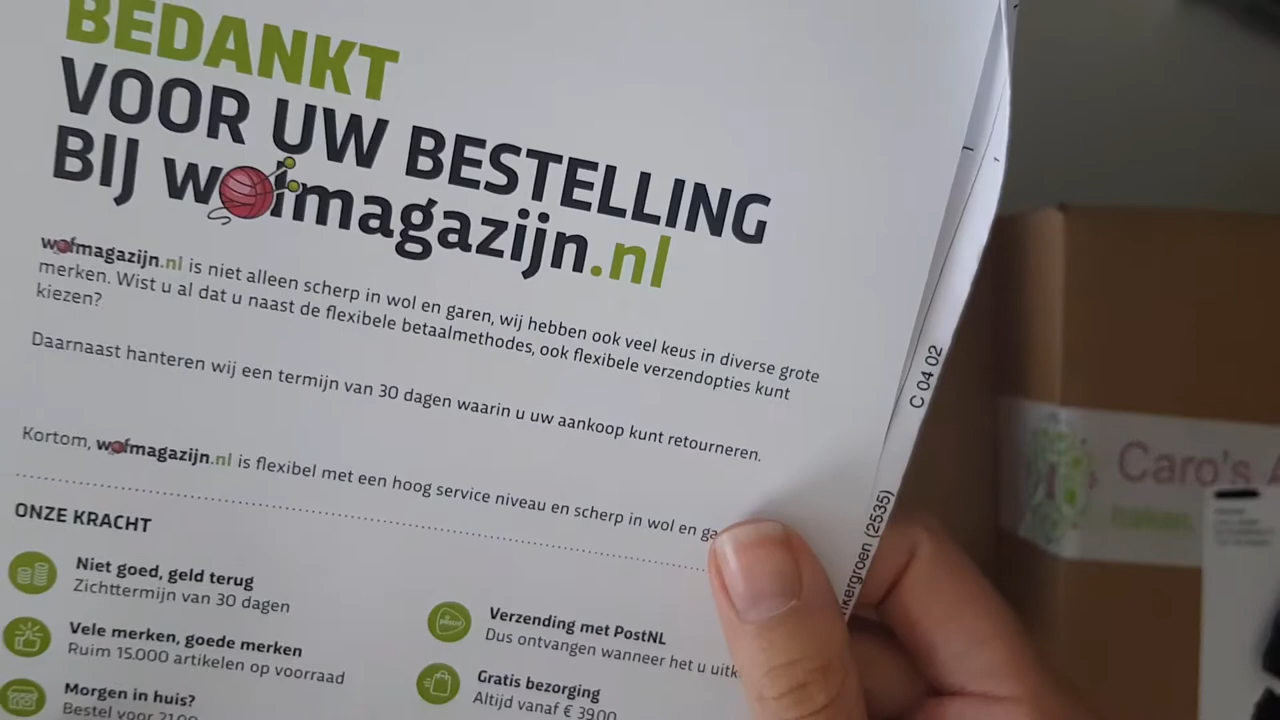 BEDANKT
VOOR UW BESTELLING
BIJ wolmagazijn.nl
wolmagazijn.nl is niet alleen scherp in wol en garen, wij hebben ook veel keus in diverse grote
merken. Wist u al dat u naast de flexibele betaalmethodes, ook flexibele verzendopties kunt
kiezen?
Daarnaast hanteren wij een termijn van 30 dagen waarin u uw aankoop kunt retourneren.
Kortom, wolmagazijn.nl is flexibel met een hoog service niveau en scherp in wol en
ONZE KRACHT
Niet goed, geld terug
Zichttermijn van 30 dagen
Vele merken, goede merken
Ruim 15.000 artikelen op voorraad
Morgen in huis?
Bestel voor 21.00
Verzending met PostNL
Dus ontvangen wanneer het u
Gratis bezorging
Altijd vanaf € 39.00
C 04 02
(2535)
Caro's